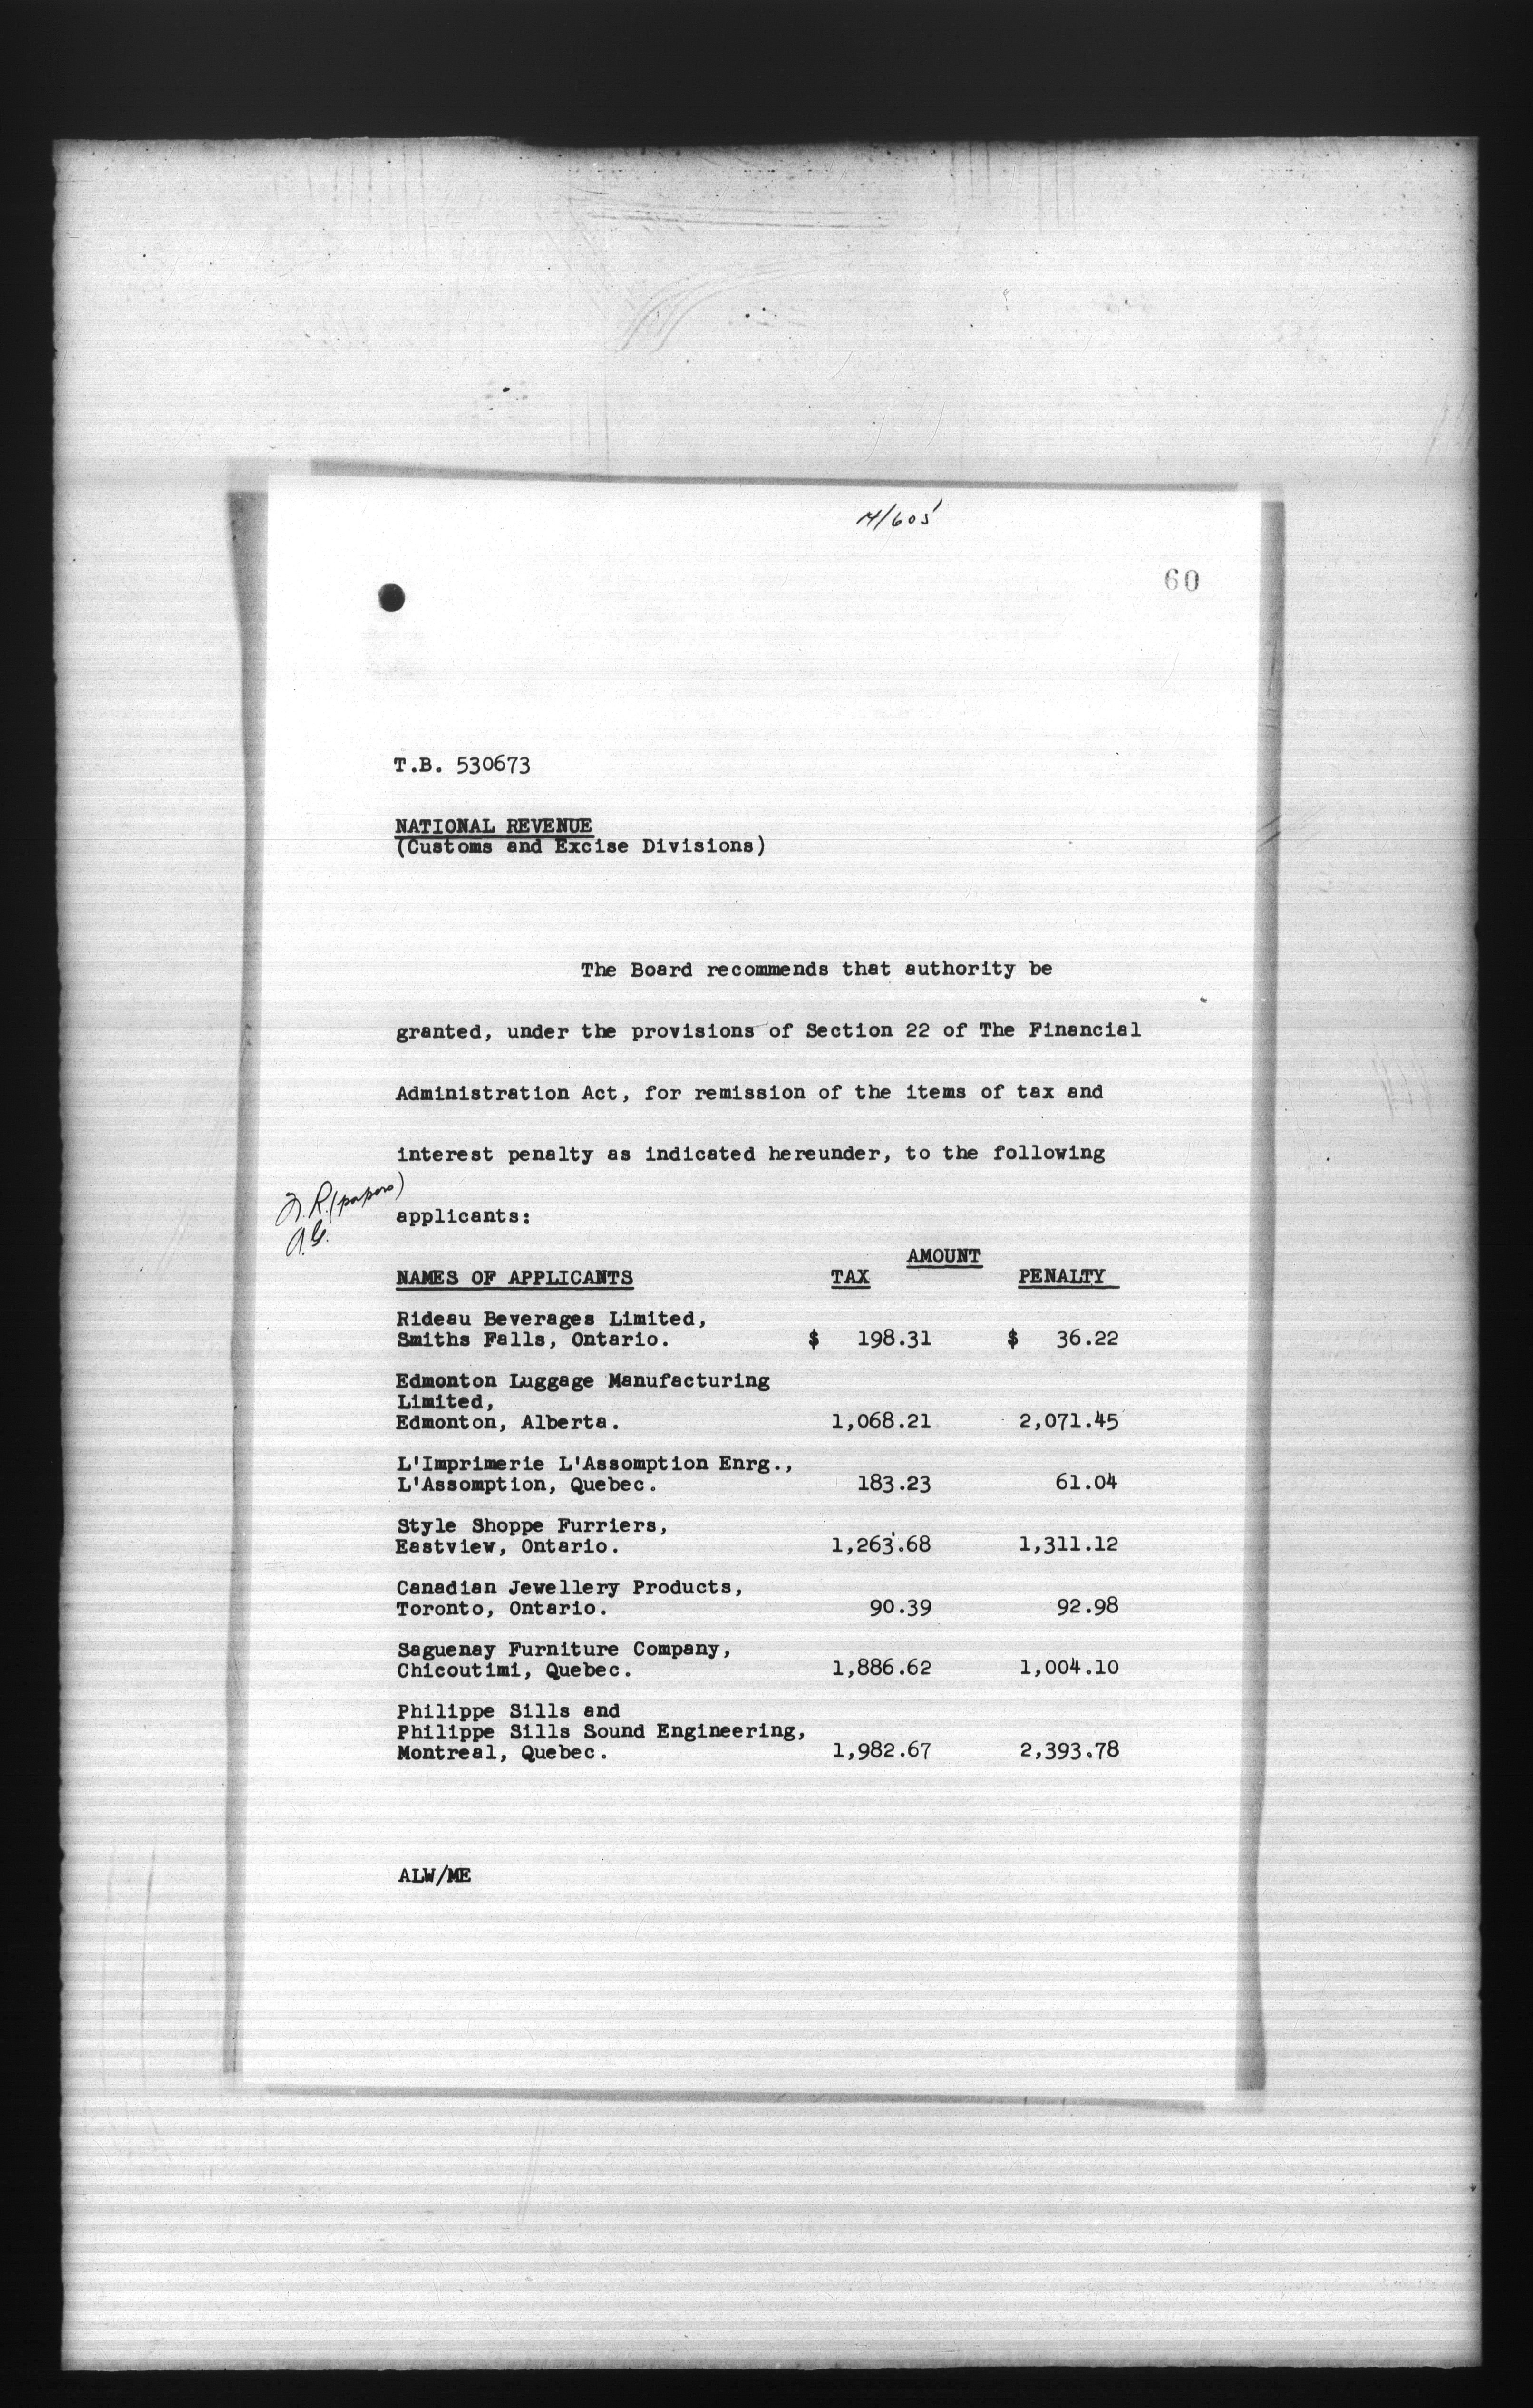 14/605
60
T.B. 530673
NATIONAL REVENUE
(Customs and Excise Divisions)
The Board recommends that authority be
granted, under the provisions of Section 22 of The Financial
Administration Act, for remission of the items of tax and
interest penalty as indicated hereunder, to the following
R. (papers)
A.G.
applicants:
AMOUNT
NAMES OF APPLICANTS TAX PENALTY
Rideau Beverages Limited,
Smiths Falls, Ontario. $ 198.31 $ 36.22
Edmonton Luggage Manufacturing
Limited,
Edmonton, Alberta. 1,068.21 2,071.45
L'Imprimerie L'Assomption Enrg.,
L'Assomption, Quebec. 183.23 61.04
Style Shoppe Furriers,
Eastview, Ontario. 1,263.68 1,311.12
Canadian Jewellery Products,
Toronto, Ontario. 90.39 92.98
Saguenay Furniture Company,
Chicoutimi, Quebec. 1,886.62 1,004.10
Philippe Sills and
Philippe Sills Sound Engineering,
Montreal, Quebec. 1,982.67 2,393.78
ALW/ME